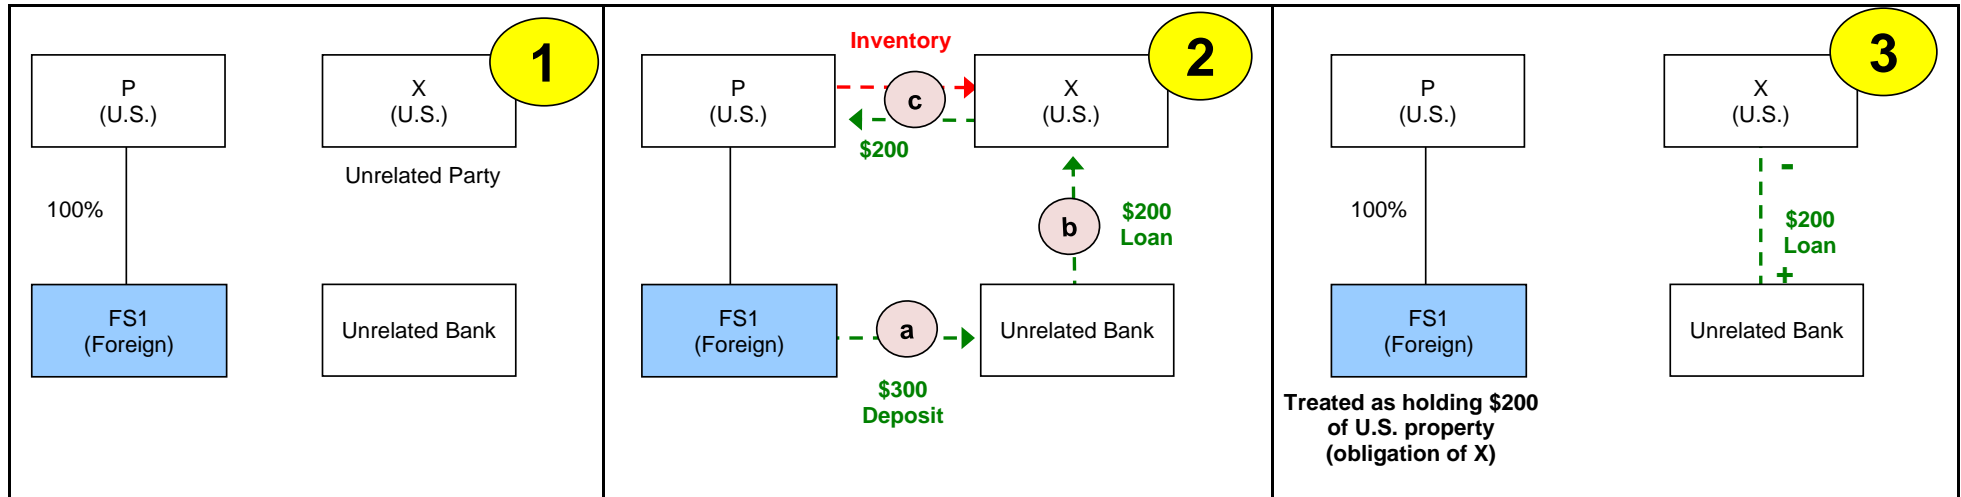 1
P
(U.S.)
X
(U.S.)
Unrelated Party
100%
FS1
(Foreign)
Unrelated Bank
2
Inventory
P
(U.S.)
c
X
(U.S.)
$200
b
$200
Loan
FS1
(Foreign)
a
Unrelated Bank
$300
Deposit
3
P
(U.S.)
X
(U.S.)
-
100%
$200
Loan
+
FS1
(Foreign)
Unrelated Bank
Treated as holding $200
of U.S. property
(obligation of X)